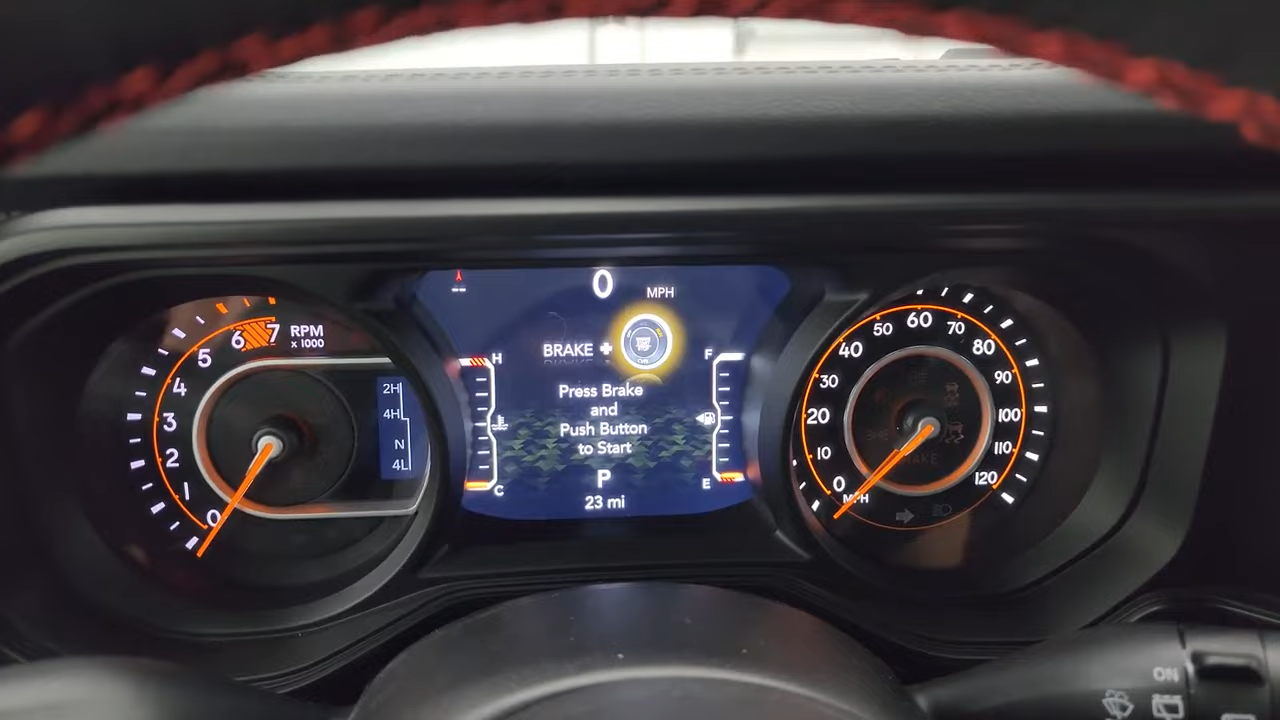 0
MPH
BRAKE +
Press Brake
and
Push Button
to Start
P
23 mi
H
C
F
E
RPM
x 1000
7
6
5
4
3
2
1
0
2H
4H
N
4L
0
10
20
30
40
50
60
70
80
90
100
110
120
MPH
BRAKE
ON